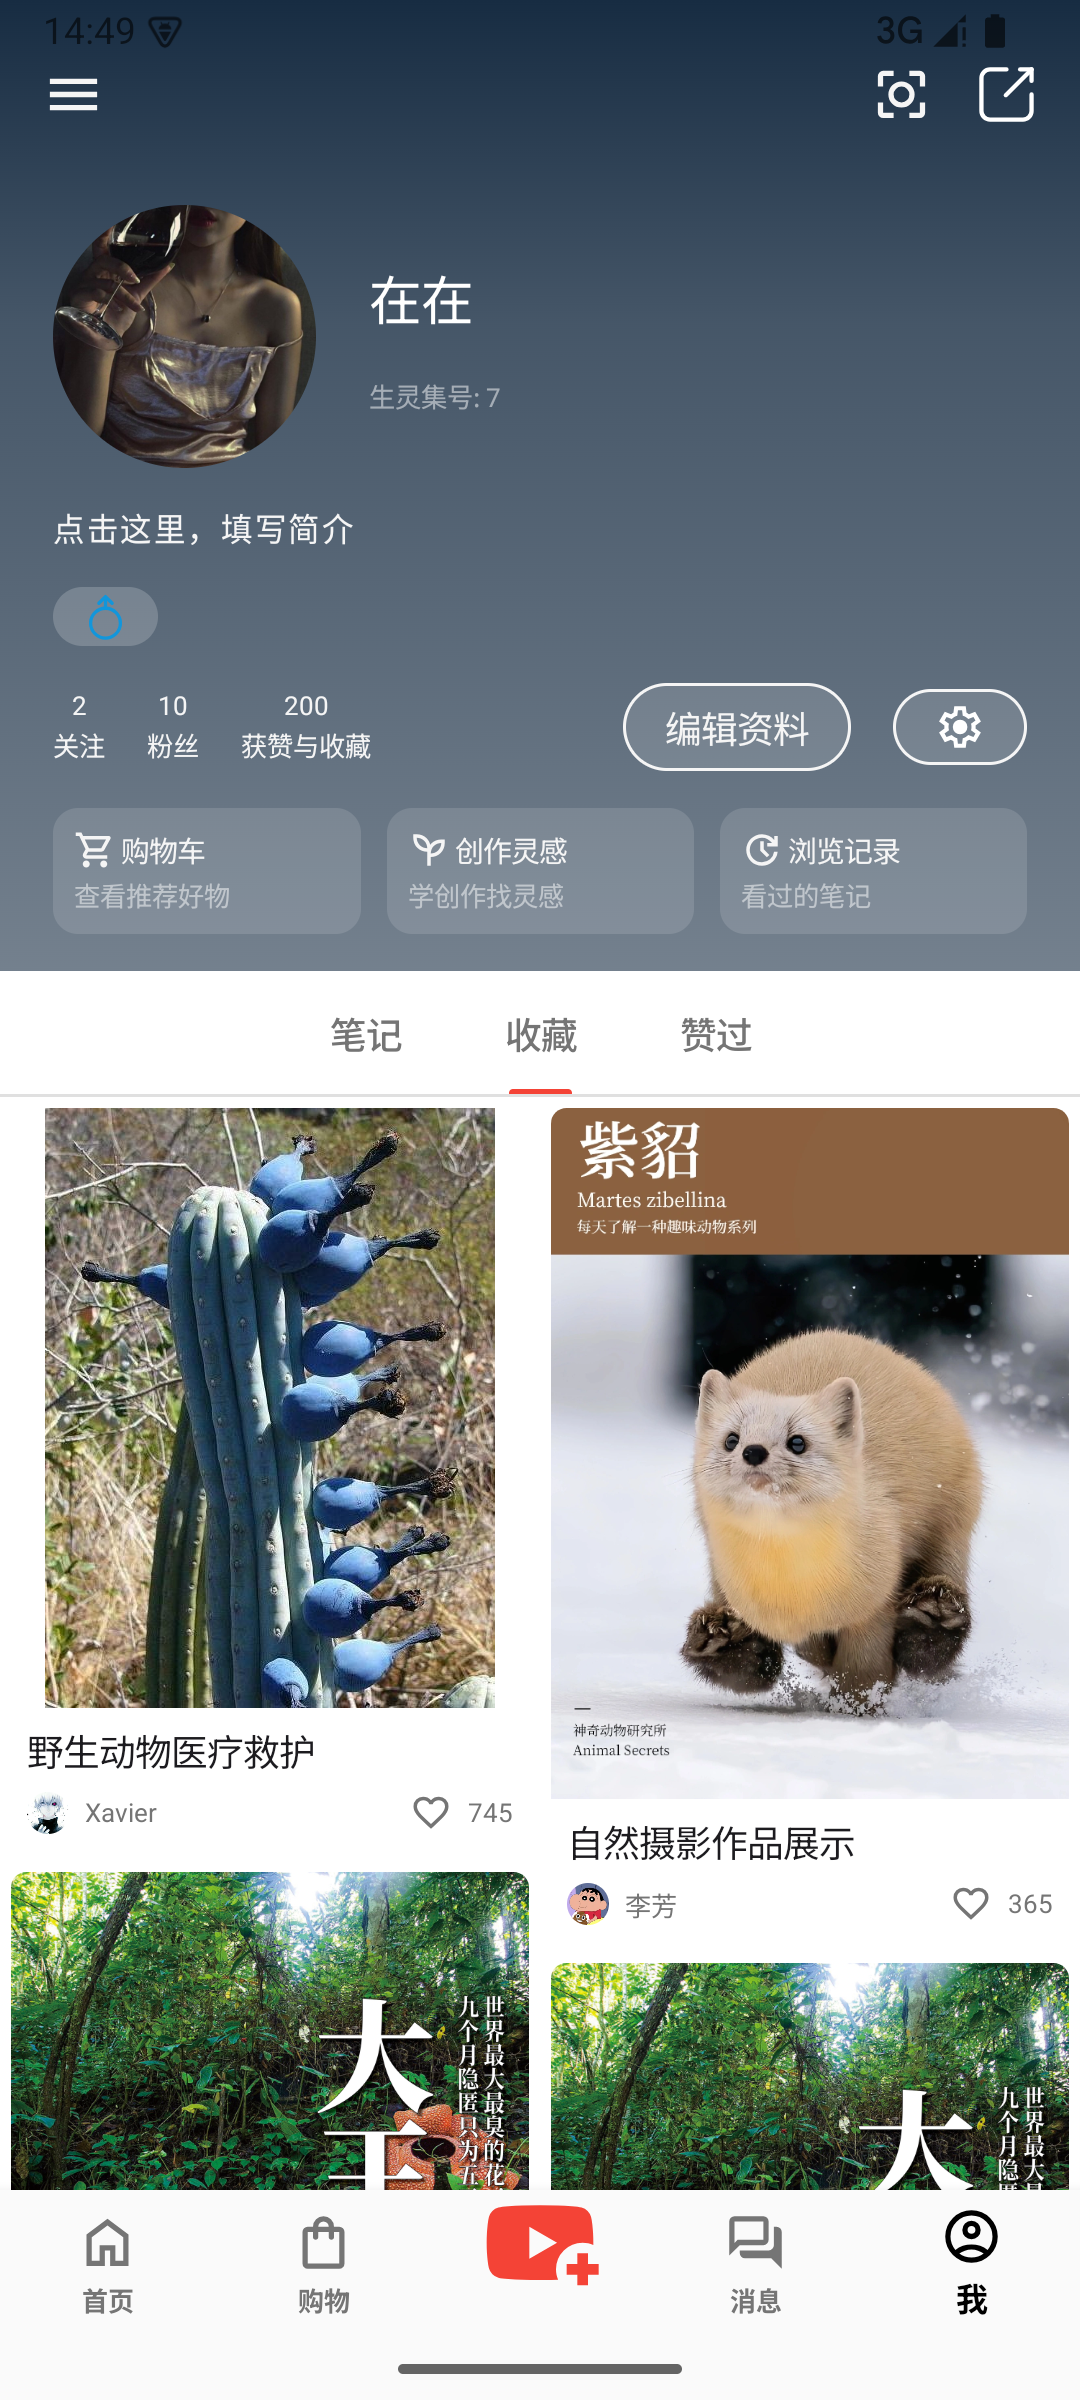 14:49
3G
在在
生灵集号: 7
点击这里，填写简介
2
关注
10
粉丝
200
获赞与收藏
编辑资料
购物车
查看推荐好物
创作灵感
学创作找灵感
浏览记录
看过的笔记
笔记
收藏
赞过
野生动物医疗救护
Xavier
745
紫貂
Martes zibellina
每天了解一种趣味动物系列
神奇动物研究所
Animal Secrets
自然摄影作品展示
李芳
365
大王
世界最大最臭的花
九个月隐匿只为五
大
世界最大最
九个月隐匿
首页
购物
消息
我